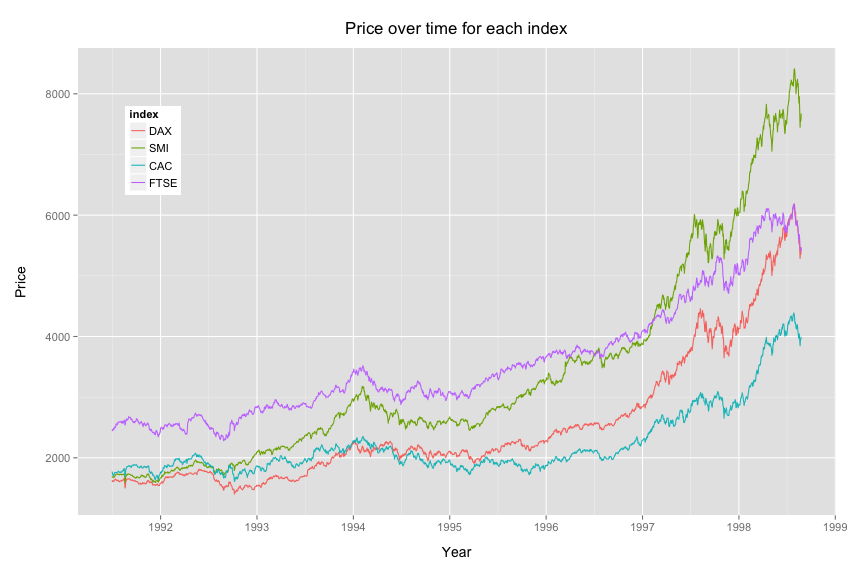 Price over time for each index
8000
6000
4000
2000
Price
index
DAX
SMI
CAC
FTSE
1992 1993 1994 1995 1996 1997 1998 1999
Year